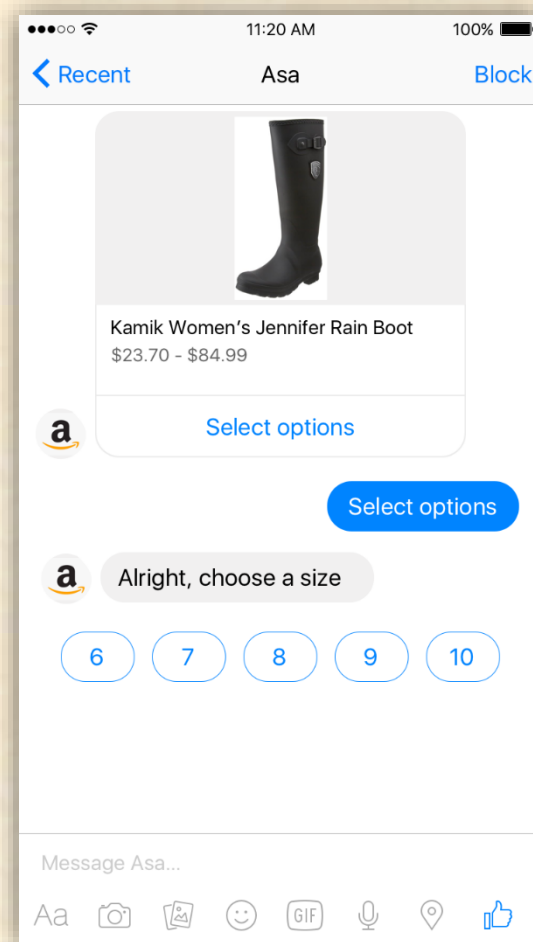 11:20 AM 100%
Recent Asa Block
Kamik Women's Jennifer Rain Boot
$23.70 - $84.99
Select options
a
Select options
a Alright, choose a size
6 7 8 9 10
Message Asa...
Aa GIF